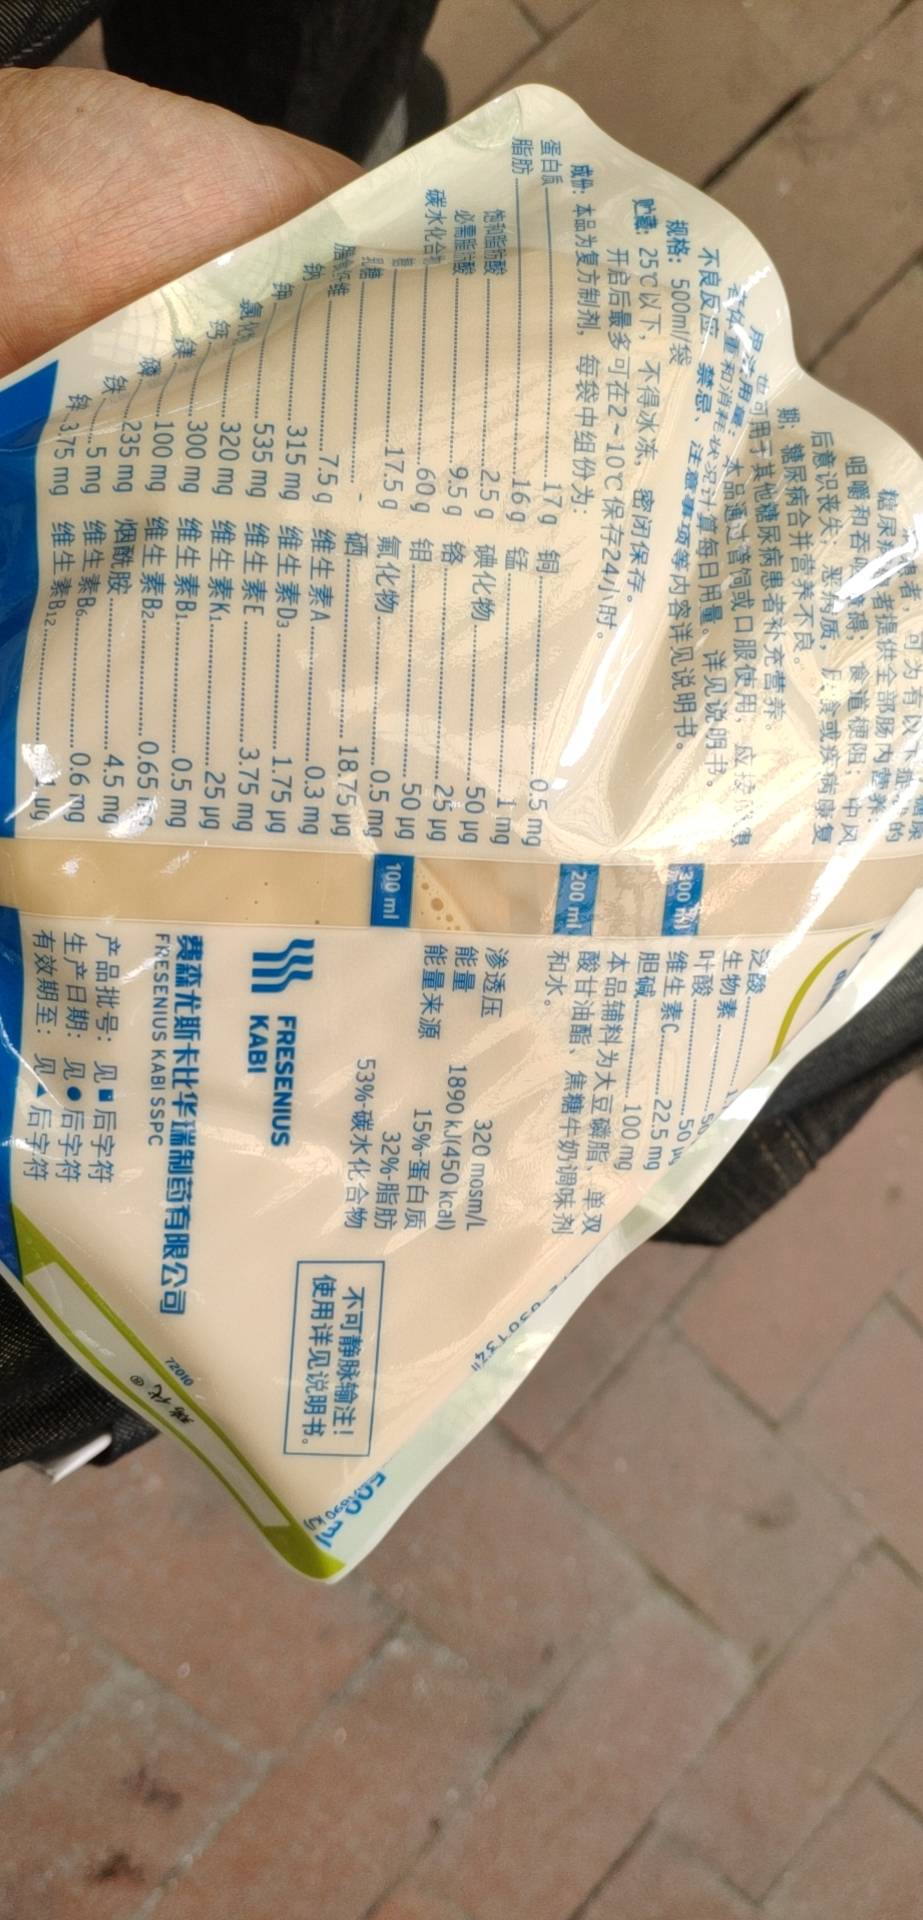 糖尿病患者提供全部肠内营养:
咀嚼和吞咽障碍; 食道梗阻; 中风
后意识丧失; 恶病质, 厌食或疾病康复
期; 糖尿病合并营养不良。
也可用于其他糖尿病患者补充营养
用法用量: 本品通过管饲或口服使用, 应按
体重和消耗状况计算每日用量。详见说明书。
不良反应、禁忌、注意事项等内容详见说明书。
规格: 500ml/袋
贮藏: 25℃以下, 不得冰冻, 密闭保存。
开启后最多可在2~10℃保存24小时。
成份: 本品为复方制剂, 每袋中组份为:
蛋白质 17 g
脂肪 16 g
饱和脂肪酸 2.5 g
必需脂肪酸 9.5 g
碳水化合物 60 g
糖 17.5 g
乳糖 -
膳食纤维 7.5 g
钠 315 mg
钾 535 mg
氯化 320 mg
钙 300 mg
镁 100 mg
磷 235 mg
铁 5 mg
锌 3.75 mg
铜 0.5 mg
锰 1 mg
碘化物 50 μg
铬 25 μg
钼 50 μg
氟化物 0.5 mg
硒 18.75 μg
维生素A 0.3 mg
维生素D3 1.75 μg
维生素E 3.75 mg
维生素K1 25 μg
维生素B1 0.5 mg
维生素B2 0.65 mg
烟酰胺 4.5 mg
维生素B6 0.6 mg
维生素B12 1 μg
300 ml
200 ml
100 ml
泛酸
生物素
叶酸 50 μg
维生素C 22.5 mg
胆碱 100 mg
本品辅料为大豆磷脂、单双
酸甘油酯、焦糖牛奶调味剂
和水。
渗透压 320 mosm/L
能量 1890 kJ(450 kcal)
能量来源 15%-蛋白质
32%-脂肪
53%-碳水化合物
FRESENIUS
KABI
费森尤斯卡比华瑞制药有限公司
FRESENIUS KABI SSPC
产品批号: 见■后字符
生产日期: 见●后字符
有效期至: 见▲后字符
不可静脉输注!
使用详见说明书。
500 ml
瑞代®